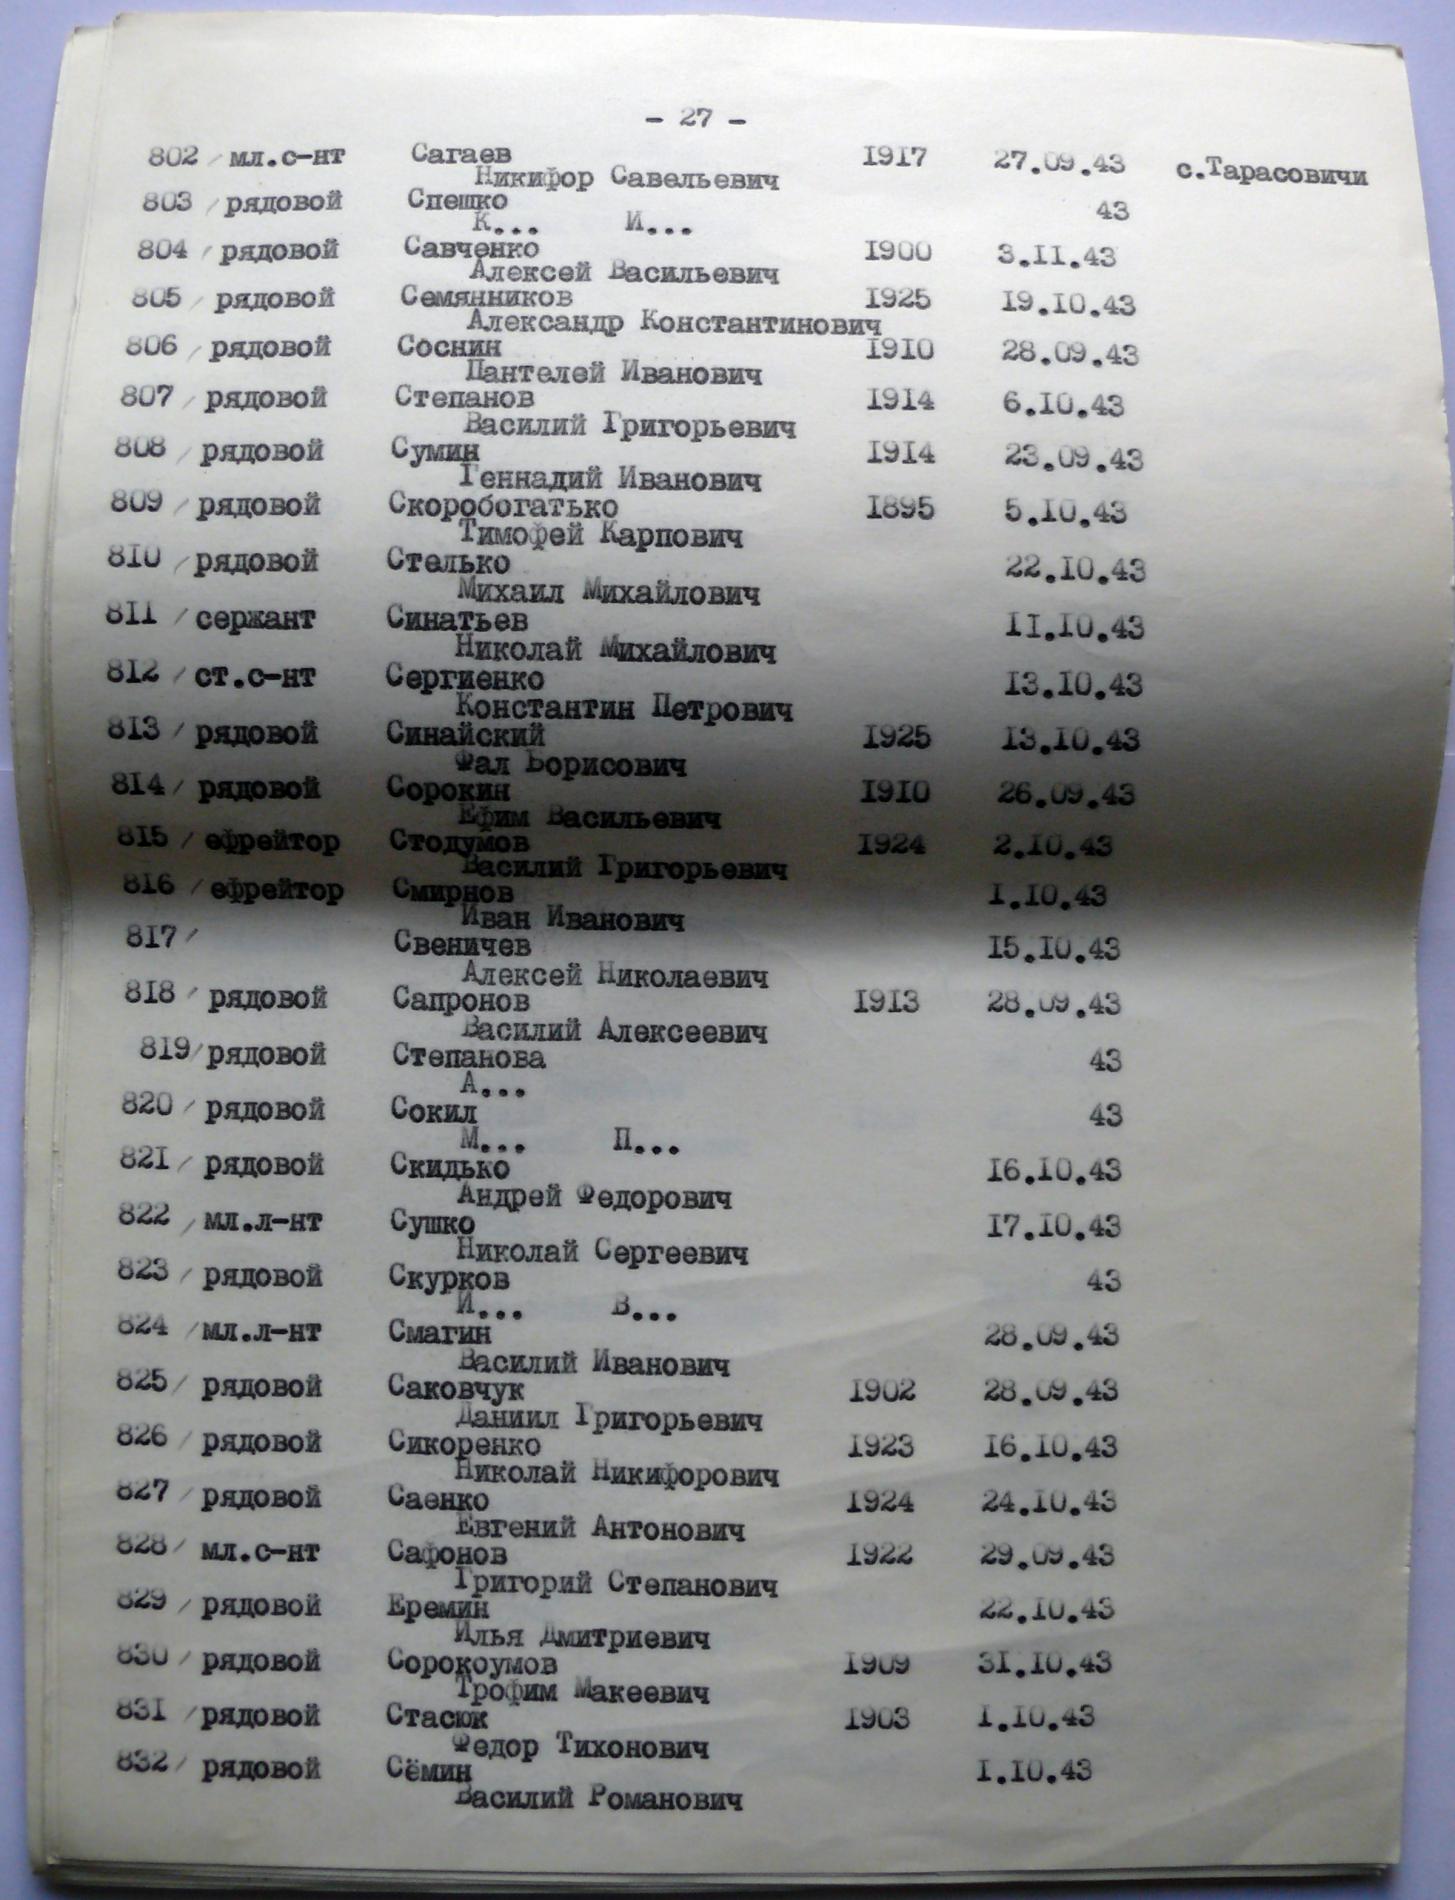 - 27 -
802 / мл.с-нт Сагаев 1917 27.09.43 с.Тарасовичи
Никифор Савельевич
803 / рядовой Спешко 43
К... И...
804 / рядовой Савченко 1900 3.11.43
Алексей Васильевич
805 / рядовой Семянников 1925 19.10.43
Александр Константинович
806 / рядовой Соснин 1910 28.09.43
Пантелей Иванович
807 / рядовой Степанов 1914 6.10.43
Василий Григорьевич
808 / рядовой Сумин 1914 23.09.43
Геннадий Иванович
809 / рядовой Скоробогатько 1895 5.10.43
Тимофей Карпович
810 / рядовой Стелько 22.10.43
Михаил Михайлович
811 / сержант Синатьев 11.10.43
Николай Михайлович
812 / ст.с-нт Сергиенко 13.10.43
Константин Петрович
813 / рядовой Синайский 1925 13.10.43
Фал Борисович
814 / рядовой Сорокин 1910 26.09.43
Ефим Васильевич
815 / ефрейтор Стодумов 1924 2.10.43
Василий Григорьевич
816 / ефрейтор Смирнов 1.10.43
Иван Иванович
817 / Свеничев 15.10.43
Алексей Николаевич
818 / рядовой Сапронов 1913 28.09.43
Василий Алексеевич
819 / рядовой Степанова 43
А...
820 / рядовой Сокил 43
М... П...
821 / рядовой Скидько 16.10.43
Андрей Федорович
822 / мл.л-нт Сушко 17.10.43
Николай Сергеевич
823 / рядовой Скурков 43
И... В...
824 / мл.л-нт Смагин 28.09.43
Василий Иванович
825 / рядовой Саковчук 1902 28.09.43
Даниил Григорьевич
826 / рядовой Сикоренко 1923 16.10.43
Николай Никифорович
827 / рядовой Саенко 1924 24.10.43
Евгений Антонович
828 / мл.с-нт Сафонов 1922 29.09.43
Григорий Степанович
829 / рядовой Еремин 22.10.43
Илья Дмитриевич
830 / рядовой Сорокоумов 1909 31.10.43
Трофим Макеевич
831 / рядовой Стасюк 1903 1.10.43
Федор Тихонович
832 / рядовой Сёмин 1.10.43
Василий Романович